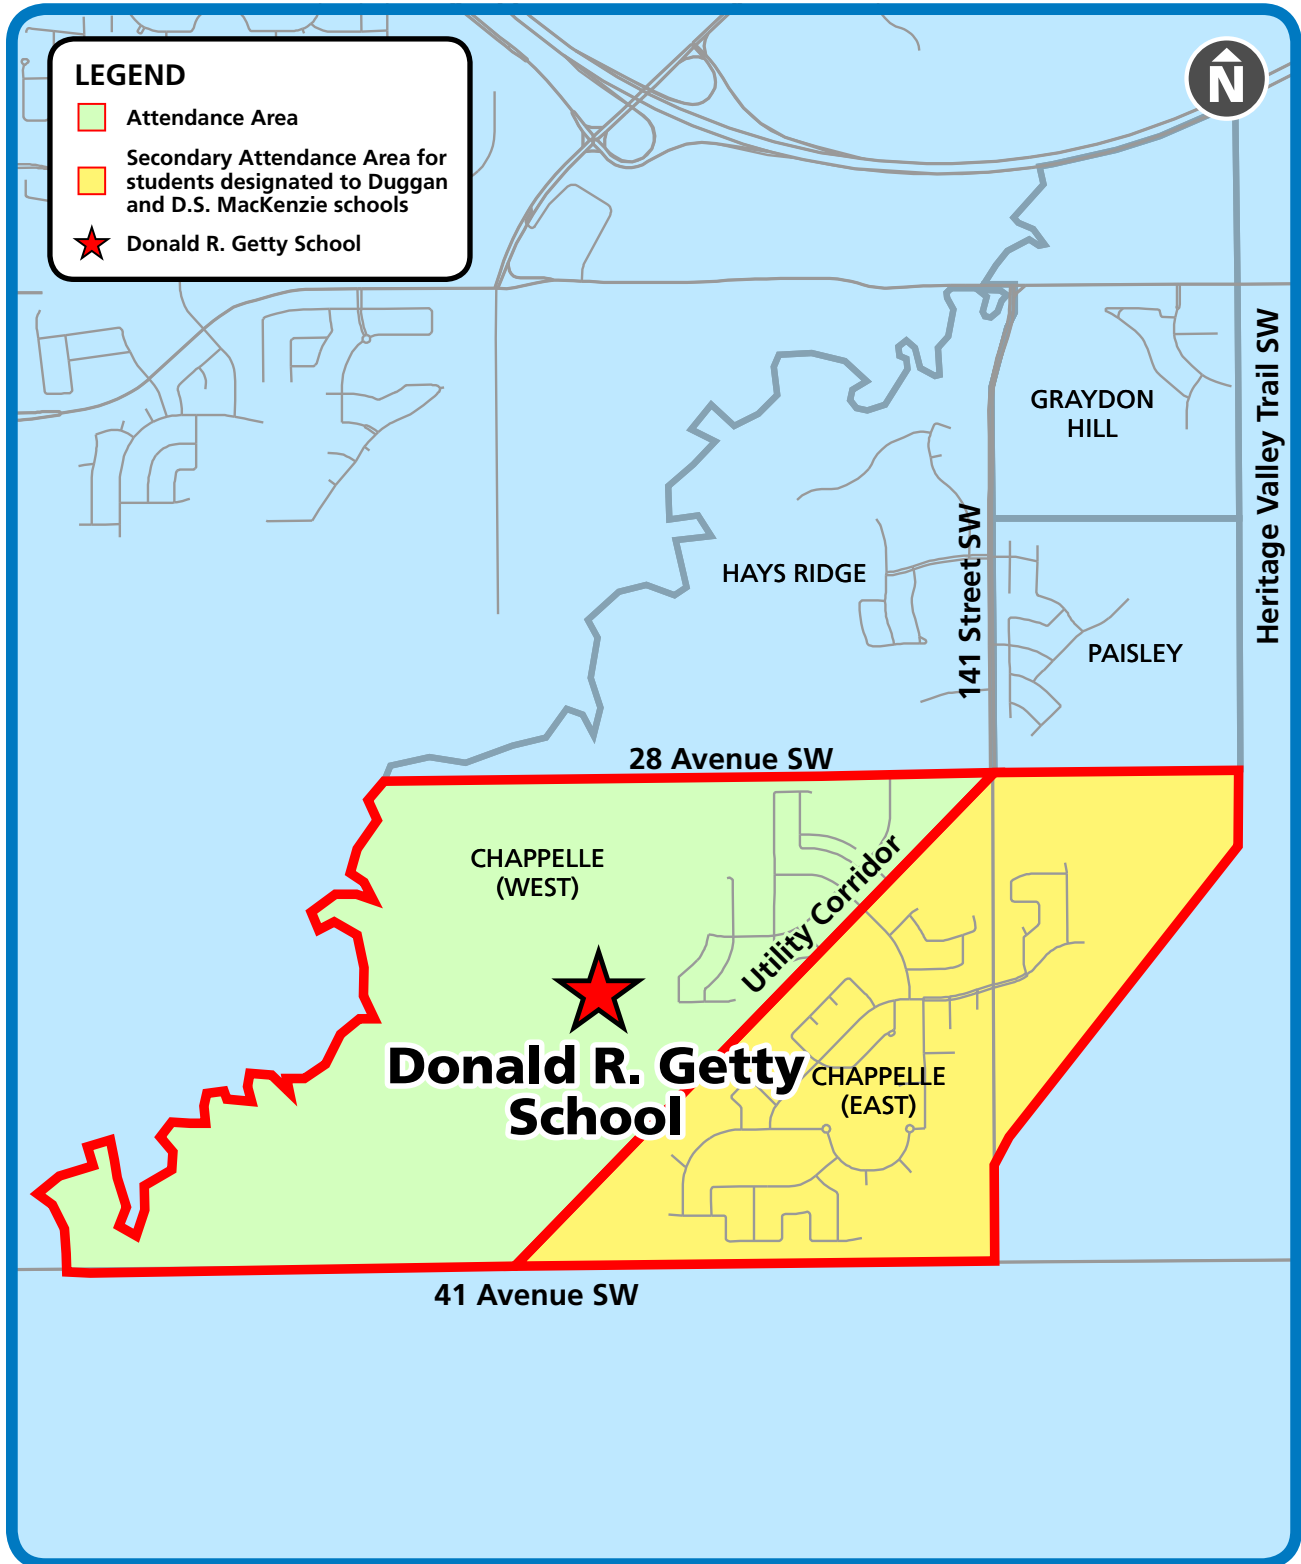 LEGEND
Attendance Area
Secondary Attendance Area for
students designated to Duggan
and D.S. MacKenzie schools
Donald R. Getty School
N
GRAYDON
HILL
Heritage Valley Trail SW
141 Street SW
HAYS RIDGE
PAISLEY
28 Avenue SW
CHAPPELLE
(WEST)
Utility Corridor
Donald R. Getty
School
CHAPPELLE
(EAST)
41 Avenue SW